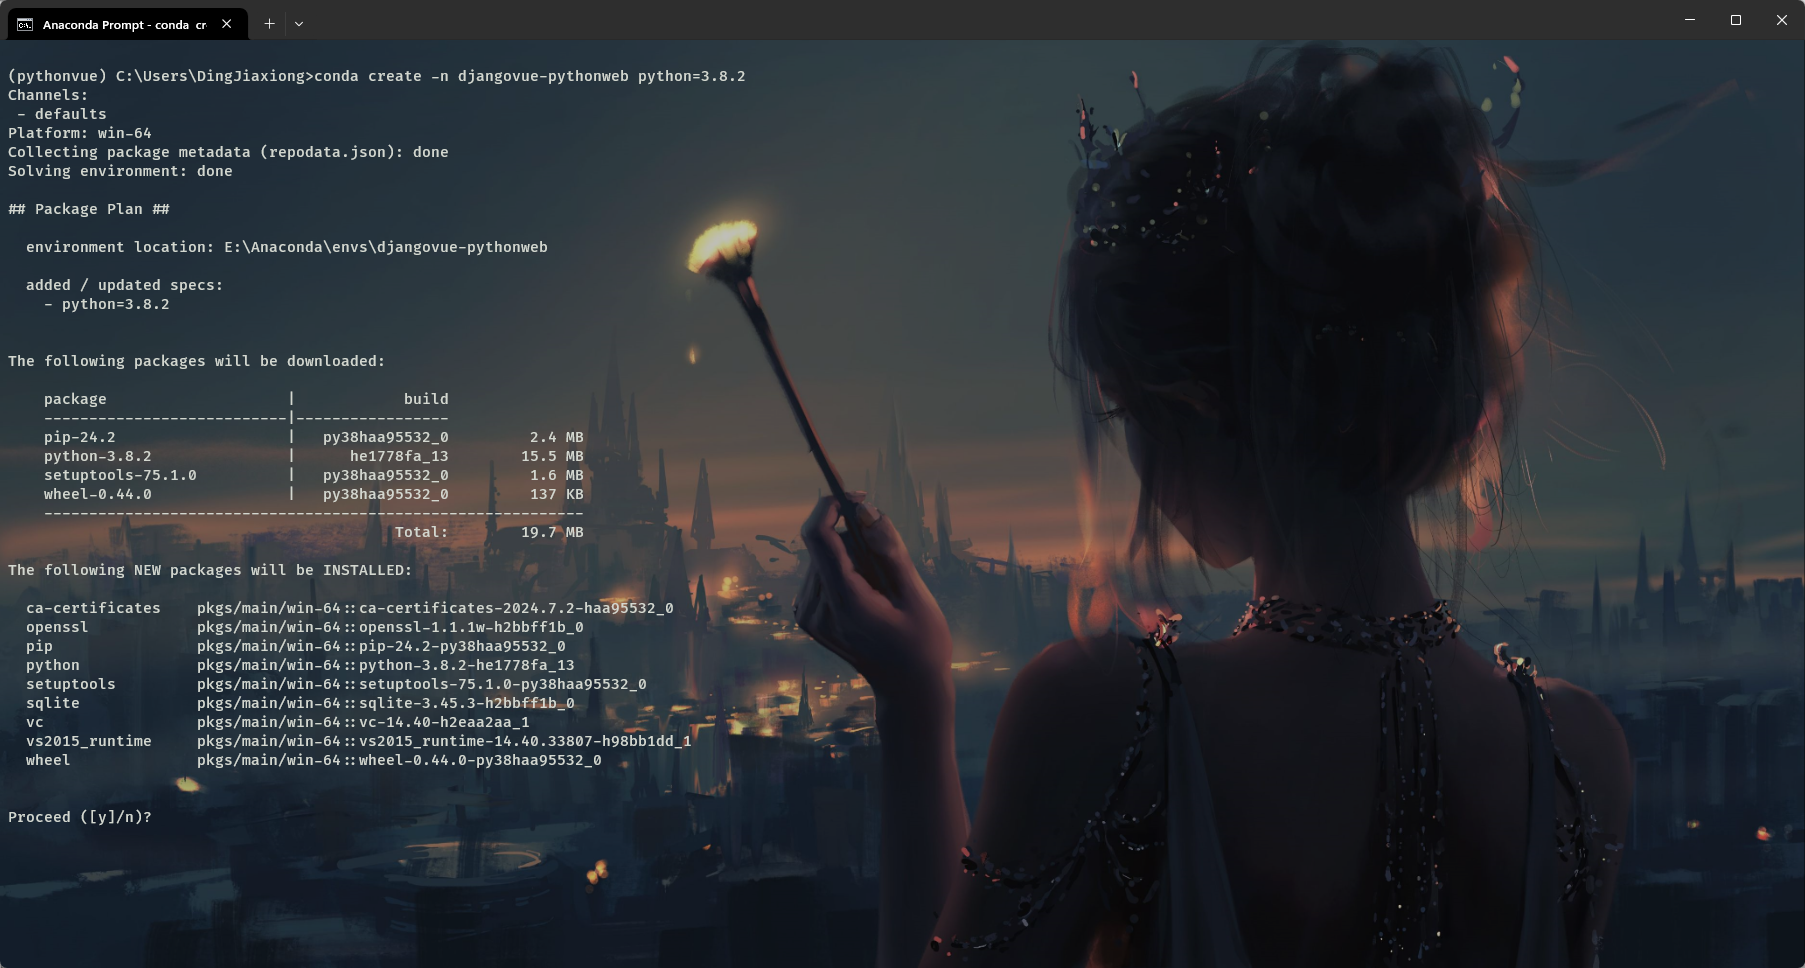 Anaconda Prompt - conda cr
(pythonvue) C:\Users\DingJiaxiong>conda create -n djangovue-pythonweb python=3.8.2
Channels:
 - defaults
Platform: win-64
Collecting package metadata (repodata.json): done
Solving environment: done
## Package Plan ##
  environment location: E:\Anaconda\envs\djangovue-pythonweb
  added / updated specs:
    - python=3.8.2
The following packages will be downloaded:
    package                    |            build
    ---------------------------|-----------------
    pip-24.2                   |   py38haa95532_0         2.4 MB
    python-3.8.2               |      he1778fa_13        15.5 MB
    setuptools-75.1.0          |   py38haa95532_0         1.6 MB
    wheel-0.44.0               |   py38haa95532_0         137 KB
    ------------------------------------------------------------
                                           Total:        19.7 MB
The following NEW packages will be INSTALLED:
  ca-certificates    pkgs/main/win-64::ca-certificates-2024.7.2-haa95532_0
  openssl            pkgs/main/win-64::openssl-1.1.1w-h2bbff1b_0
  pip                pkgs/main/win-64::pip-24.2-py38haa95532_0
  python             pkgs/main/win-64::python-3.8.2-he1778fa_13
  setuptools         pkgs/main/win-64::setuptools-75.1.0-py38haa95532_0
  sqlite             pkgs/main/win-64::sqlite-3.45.3-h2bbff1b_0
  vc                 pkgs/main/win-64::vc-14.40-h2eaa2aa_1
  vs2015_runtime     pkgs/main/win-64::vs2015_runtime-14.40.33807-h98bb1dd_1
  wheel              pkgs/main/win-64::wheel-0.44.0-py38haa95532_0
Proceed ([y]/n)?